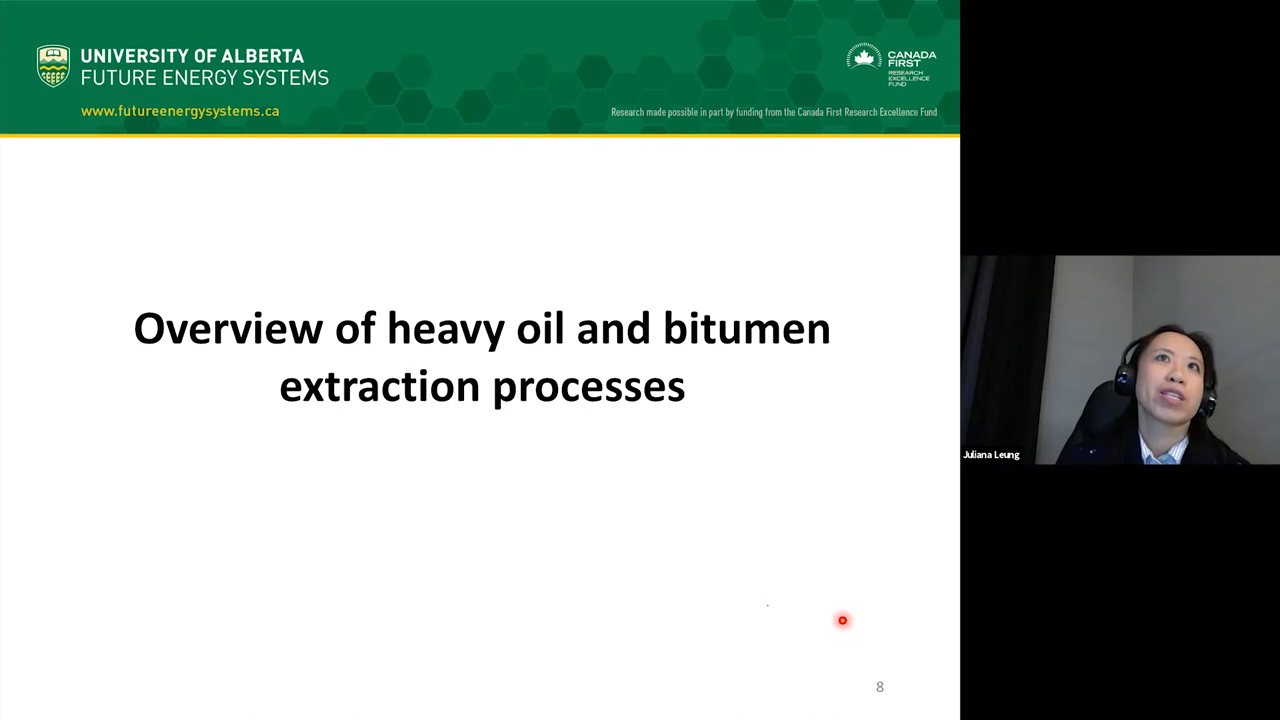 UNIVERSITY OF ALBERTA
FUTURE ENERGY SYSTEMS
www.futureenergysystems.ca
CANADA
FIRST
RESEARCH
EXCELLENCE
FUND
Research made possible in part by funding from the Canada First Research Excellence Fund
Overview of heavy oil and bitumen
extraction processes
8
Juliana Leung